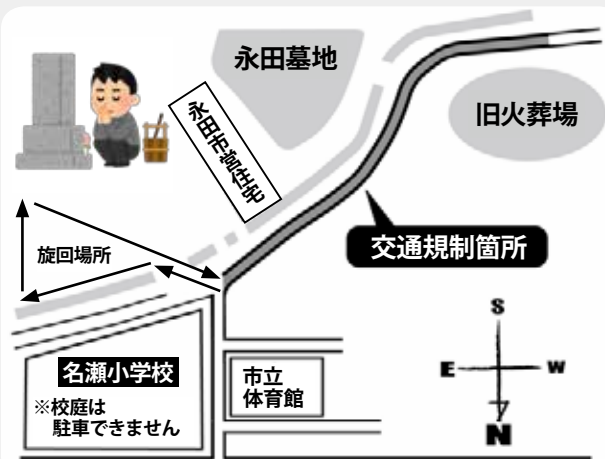 永田墓地
旧火葬場
永田市営住宅
旋回場所
交通規制箇所
名瀬小学校
※校庭は
駐車できません
市立
体育館
S
E
W
N